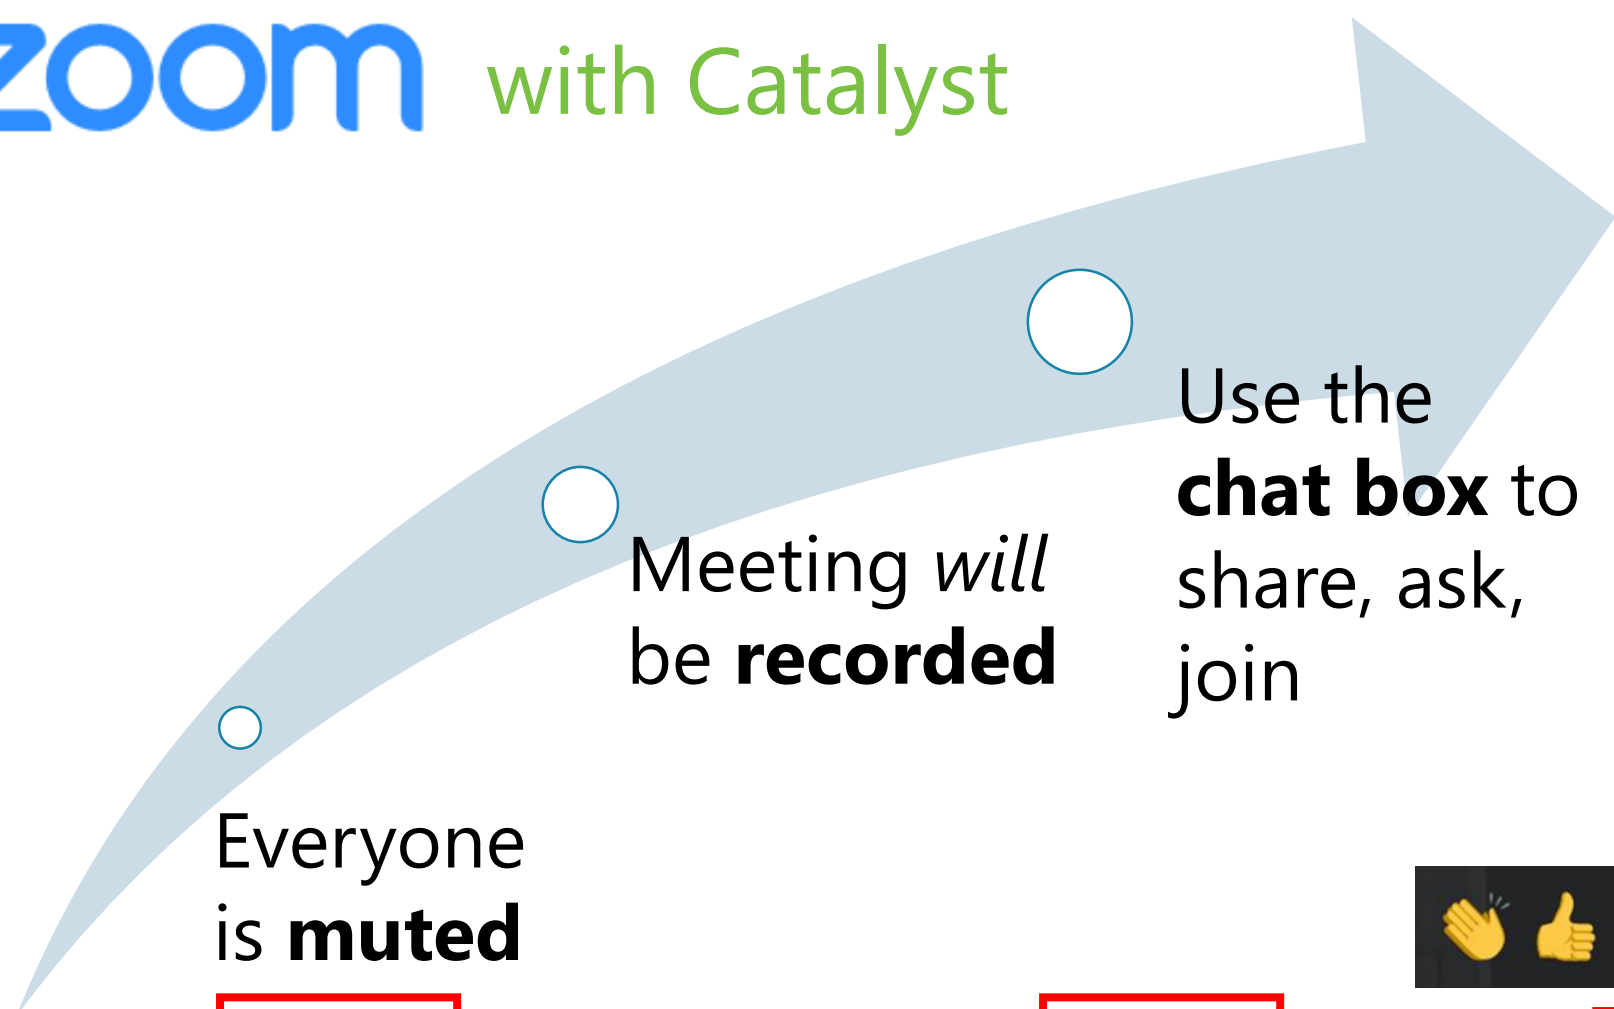 zoom with Catalyst
Use the
chat box to
share, ask,
join
Meeting will
be recorded
Everyone
is muted